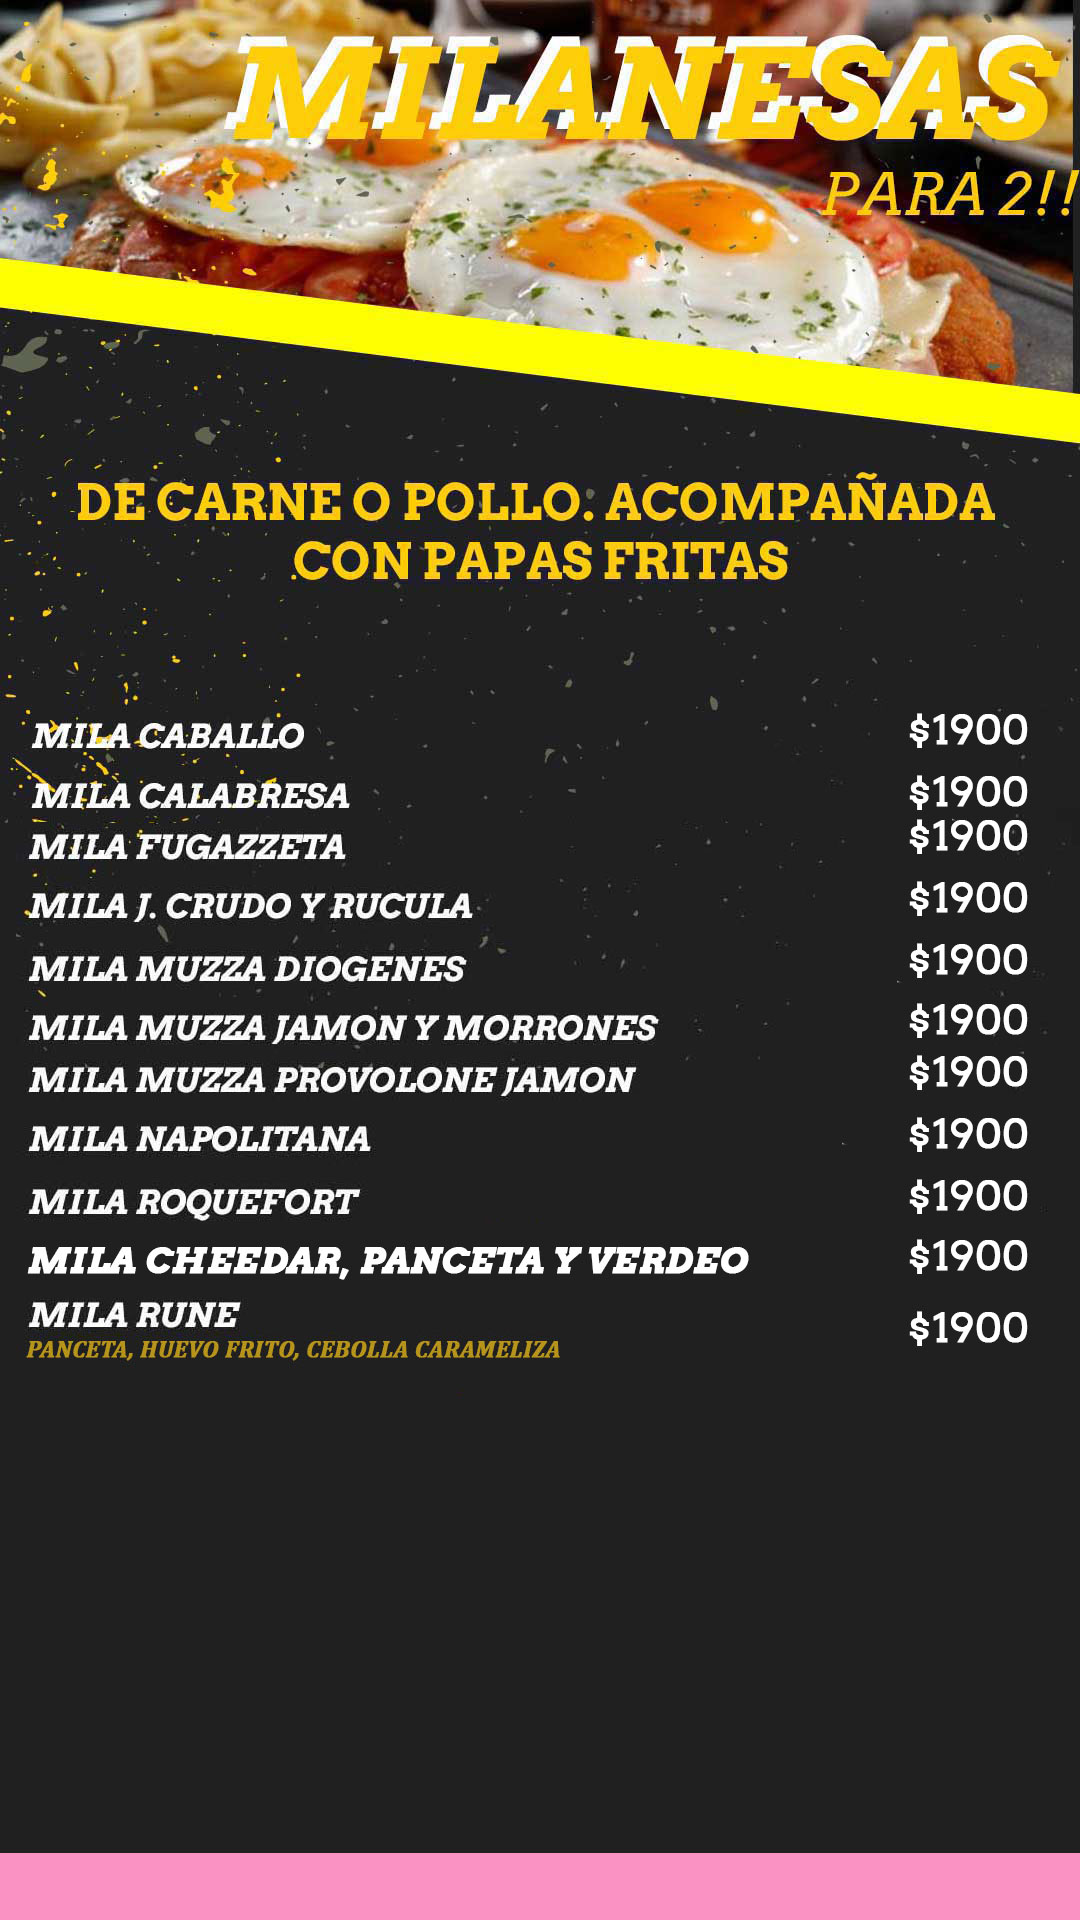 MILANESAS
PARA 2!!
DE CARNE O POLLO. ACOMPAÑADA
CON PAPAS FRITAS
MILA CABALLO $1900
MILA CALABRESA $1900
MILA FUGAZZETA $1900
MILA J. CRUDO Y RUCULA $1900
MILA MUZZA DIOGENES $1900
MILA MUZZA JAMON Y MORRONES $1900
MILA MUZZA PROVOLONE JAMON $1900
MILA NAPOLITANA $1900
MILA ROQUEFORT $1900
MILA CHEEDAR, PANCETA Y VERDEO $1900
MILA RUNE $1900
PANCETA, HUEVO FRITO, CEBOLLA CARAMELIZA